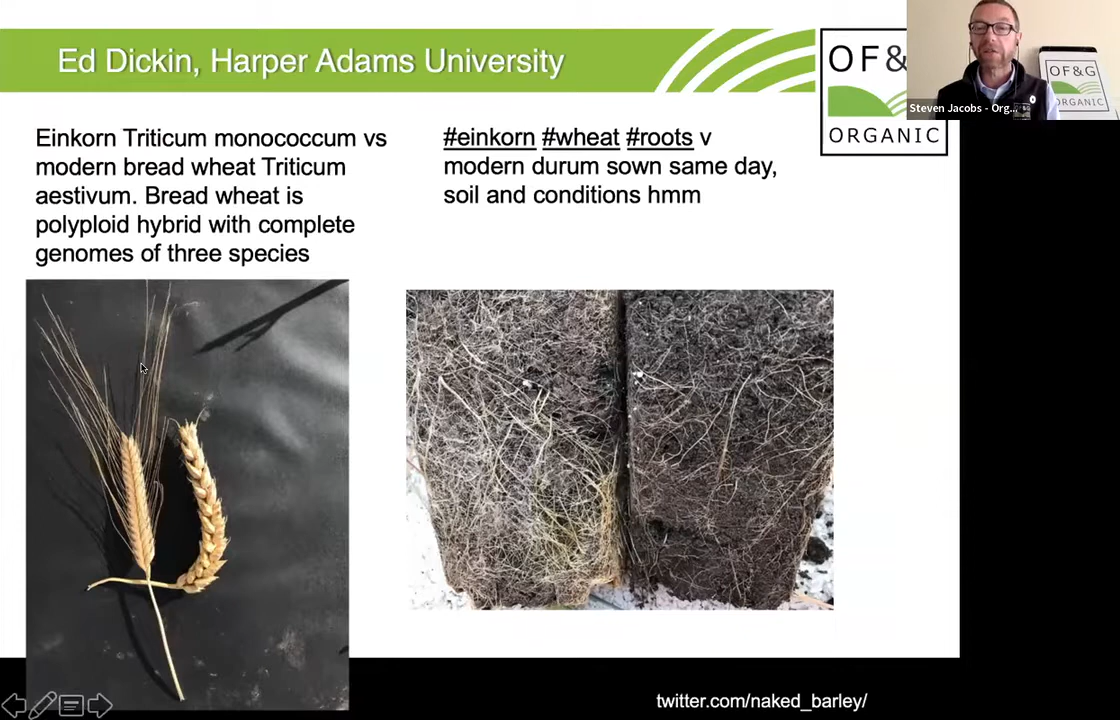 Ed Dickin, Harper Adams University
OF&
ORGANIC
OF&G
ORGANIC
Steven Jacobs - Org...
Einkorn Triticum monococcum vs
modern bread wheat Triticum
aestivum. Bread wheat is
polyploid hybrid with complete
genomes of three species
#einkorn #wheat #roots v
modern durum sown same day,
soil and conditions hmm
twitter.com/naked_barley/